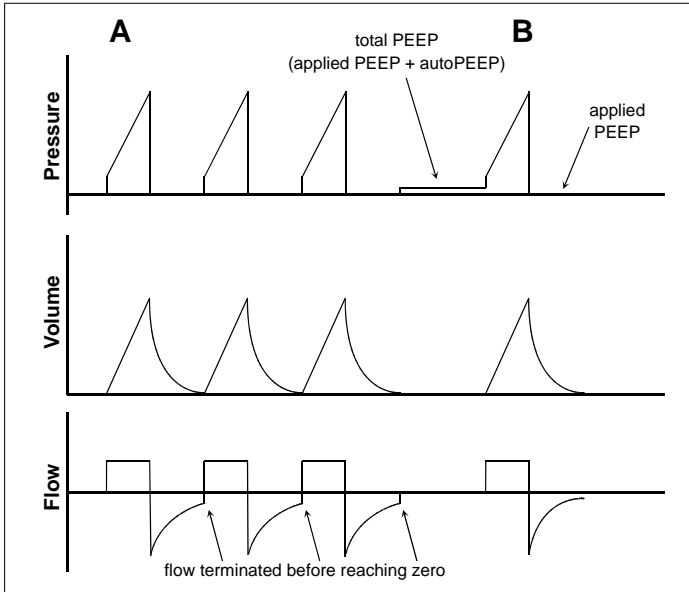 A
B
total PEEP
(applied PEEP + autoPEEP)
applied
PEEP
Pressure
Volume
Flow
flow terminated before reaching zero